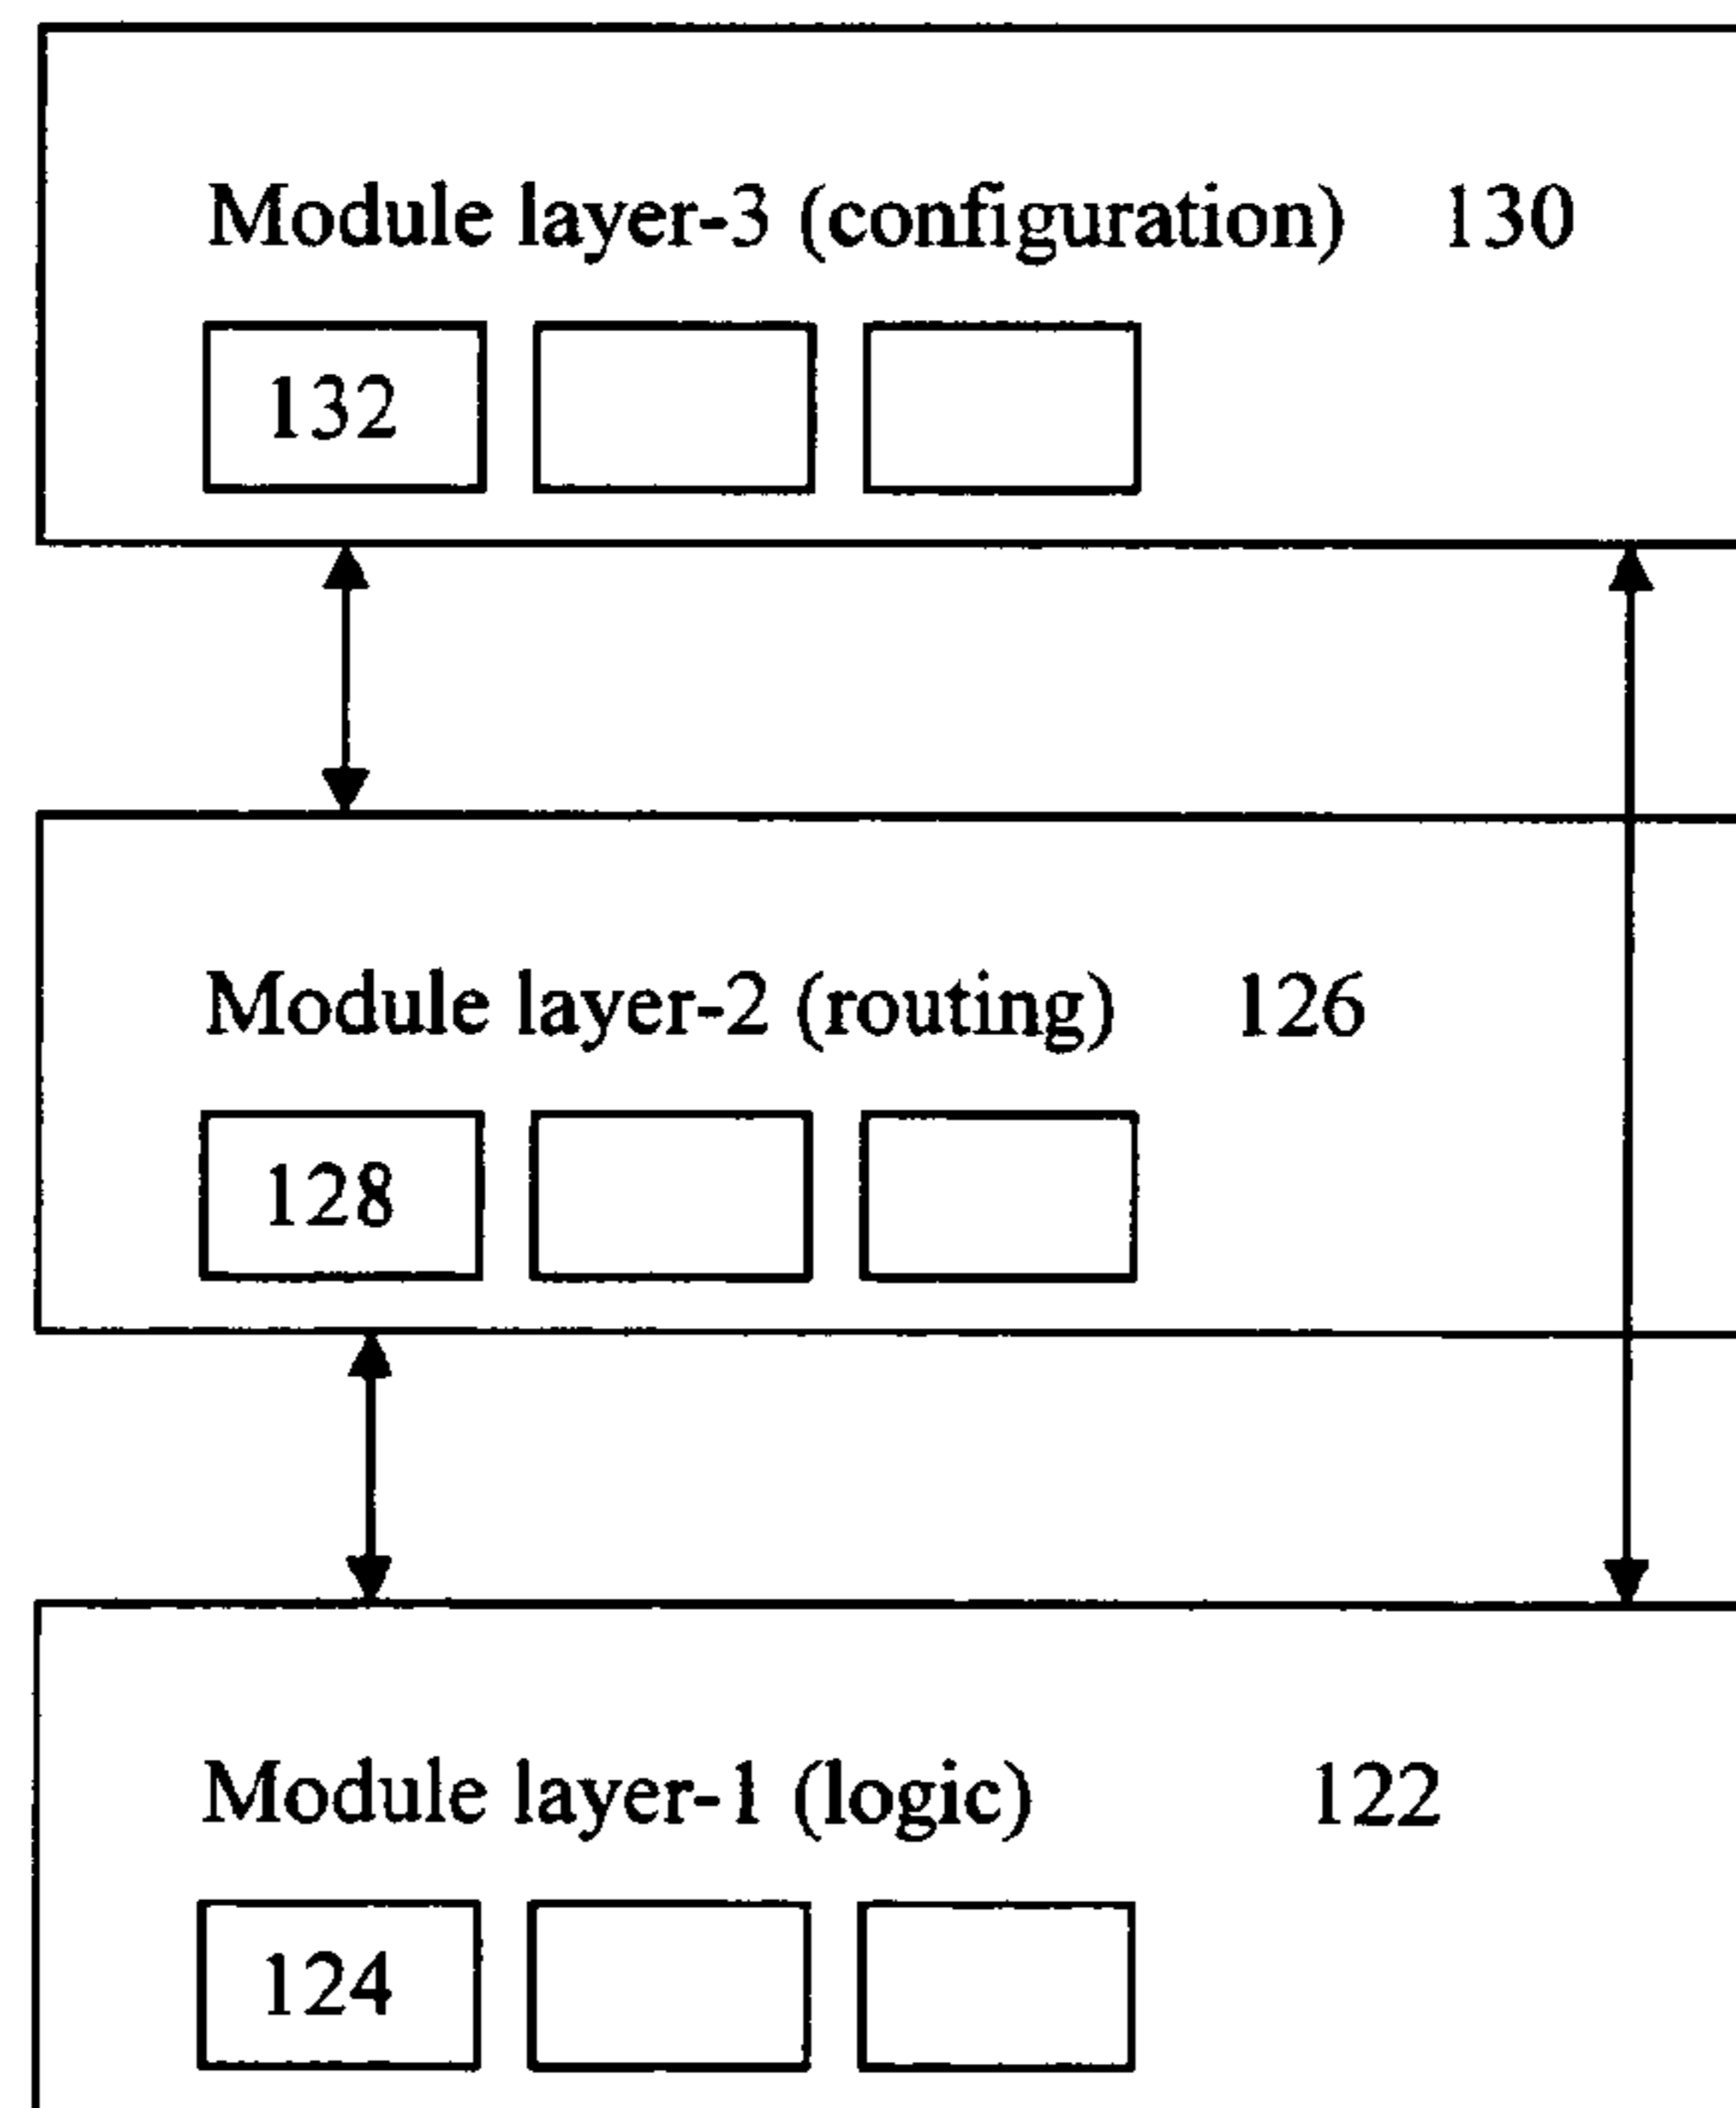 Module layer-3 (configuration) 130
132
Module layer-2 (routing) 126
128
Module layer-1 (logic) 122
124